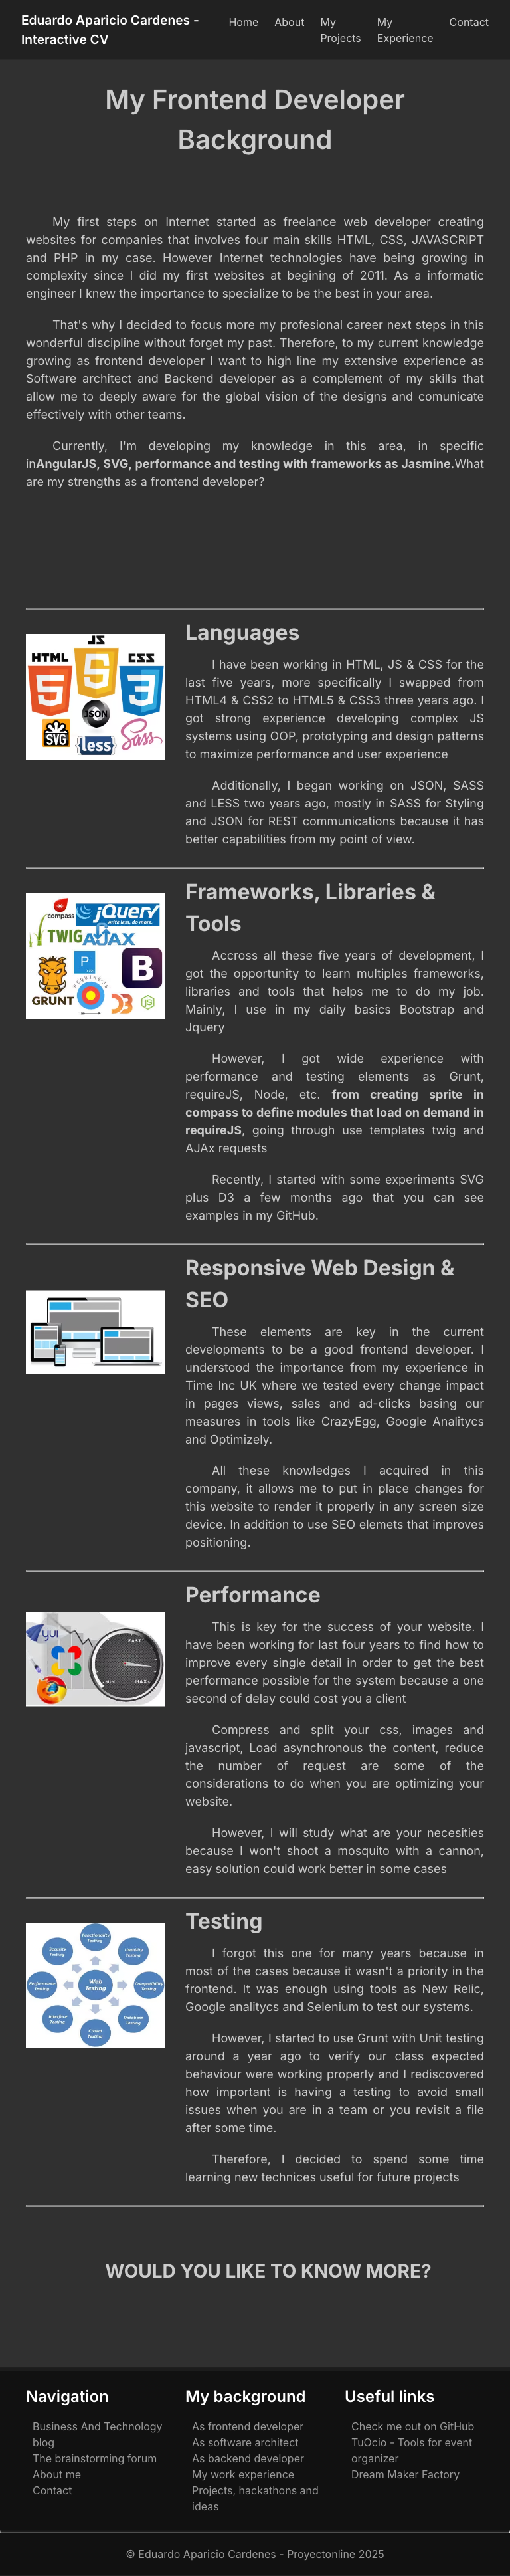 Eduardo Aparicio Cardenes -
Interactive CV
Home
About
My
Projects
My
Experience
Contact
My Frontend Developer
Background
My first steps on Internet started as freelance web developer creating
websites for companies that involves four main skills HTML, CSS, JAVASCRIPT
and PHP in my case. However Internet technologies have being growing in
complexity since I did my first websites at begining of 2011. As a informatic
engineer I knew the importance to specialize to be the best in your area.
That's why I decided to focus more my profesional career next steps in this
wonderful discipline without forget my past. Therefore, to my current knowledge
growing as frontend developer I want to high line my extensive experience as
Software architect and Backend developer as a complement of my skills that
allow me to deeply aware for the global vision of the designs and comunicate
effectively with other teams.
Currently, I'm developing my knowledge in this area, in specific
inAngularJS, SVG, performance and testing with frameworks as Jasmine.What
are my strengths as a frontend developer?
JS
HTML
CSS
5
5
3
JSON
SVG
{less}
Sass
Languages
I have been working in HTML, JS & CSS for the
last five years, more specifically I swapped from
HTML4 & CSS2 to HTML5 & CSS3 three years ago. I
got strong experience developing complex JS
systems using OOP, prototyping and design patterns
to maximize performance and user experience
Additionally, I began working on JSON, SASS
and LESS two years ago, mostly in SASS for Styling
and JSON for REST communications because it has
better capabilities from my point of view.
compass
jQuery
write less, do more.
TWIG
AJAX
P
B
GRUNT
REQUIREJS
Frameworks, Libraries &
Tools
Accross all these five years of development, I
got the opportunity to learn multiples frameworks,
libraries and tools that helps me to do my job.
Mainly, I use in my daily basics Bootstrap and
Jquery
However, I got wide experience with
performance and testing elements as Grunt,
requireJS, Node, etc. from creating sprite in
compass to define modules that load on demand in
requireJS, going through use templates twig and
AJAx requests
Recently, I started with some experiments SVG
plus D3 a few months ago that you can see
examples in my GitHub.
Responsive Web Design &
SEO
These elements are key in the current
developments to be a good frontend developer. I
understood the importance from my experience in
Time Inc UK where we tested every change impact
in pages views, sales and ad-clicks basing our
measures in tools like CrazyEgg, Google Analitycs
and Optimizely.
All these knowledges I acquired in this
company, it allows me to put in place changes for
this website to render it properly in any screen size
device. In addition to use SEO elemets that improves
positioning.
YUI
FAST
MAX
Performance
This is key for the success of your website. I
have been working for last four years to find how to
improve every single detail in order to get the best
performance possible for the system because a one
second of delay could cost you a client
Compress and split your css, images and
javascript, Load asynchronous the content, reduce
the number of request are some of the
considerations to do when you are optimizing your
website.
However, I will study what are your necesities
because I won't shoot a mosquito with a cannon,
easy solution could work better in some cases
Functionality
Testing
Security
Testing
Usability
Testing
Performance
Testing
Web
Testing
Compatibility
Testing
Interface
Testing
Database
Testing
Crowd
Testing
Testing
I forgot this one for many years because in
most of the cases because it wasn't a priority in the
frontend. It was enough using tools as New Relic,
Google analitycs and Selenium to test our systems.
However, I started to use Grunt with Unit testing
around a year ago to verify our class expected
behaviour were working properly and I rediscovered
how important is having a testing to avoid small
issues when you are in a team or you revisit a file
after some time.
Therefore, I decided to spend some time
learning new technices useful for future projects
WOULD YOU LIKE TO KNOW MORE?
Navigation
Business And Technology
blog
The brainstorming forum
About me
Contact
My background
As frontend developer
As software architect
As backend developer
My work experience
Projects, hackathons and
ideas
Useful links
Check me out on GitHub
TuOcio - Tools for event
organizer
Dream Maker Factory
© Eduardo Aparicio Cardenes - Proyectonline 2025